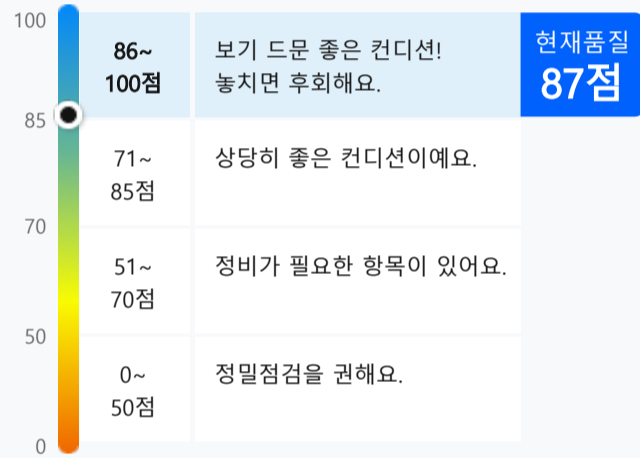 100
85
70
50
0
86~
100점
보기 드문 좋은 컨디션!
놓치면 후회해요.
현재품질
87점
71~
85점
상당히 좋은 컨디션이예요.
51~
70점
정비가 필요한 항목이 있어요.
0~
50점
정밀점검을 권해요.